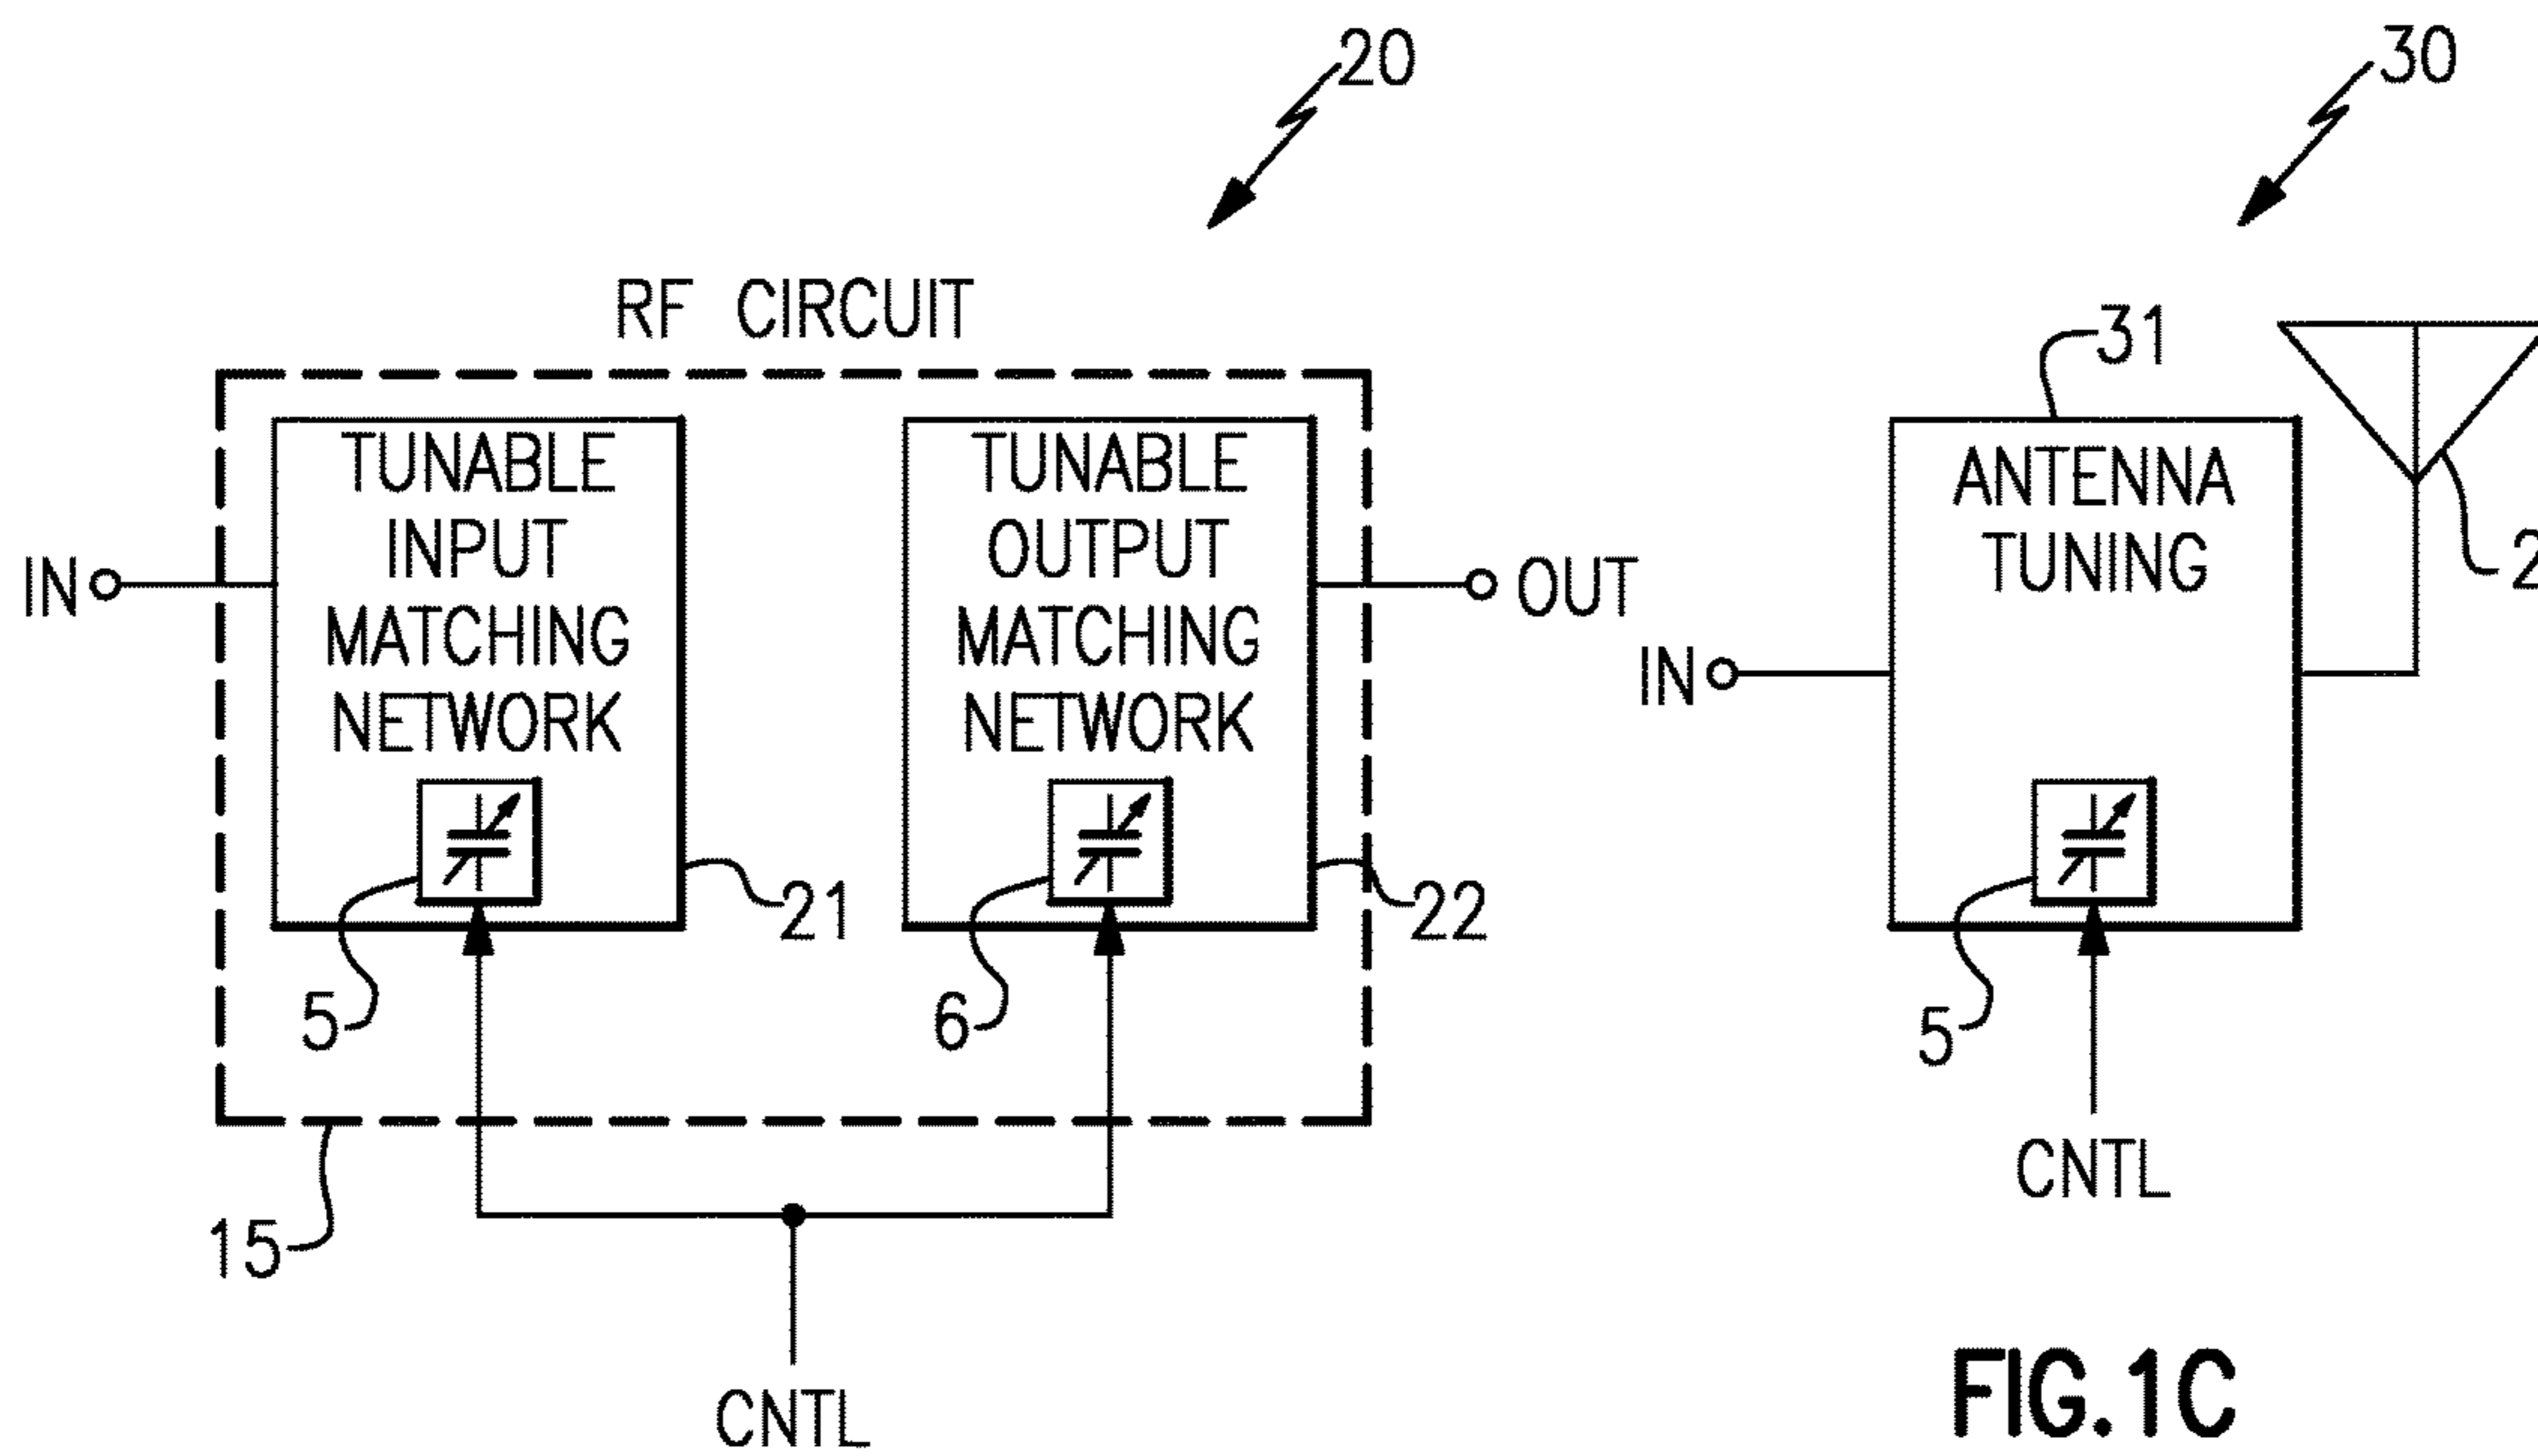 20
RF CIRCUIT
TUNABLE
INPUT
MATCHING
NETWORK
TUNABLE
OUTPUT
MATCHING
NETWORK
IN
OUT
5
21
6
22
15
CNTL
30
31
ANTENNA
TUNING
IN
5
CNTL
FIG.1C